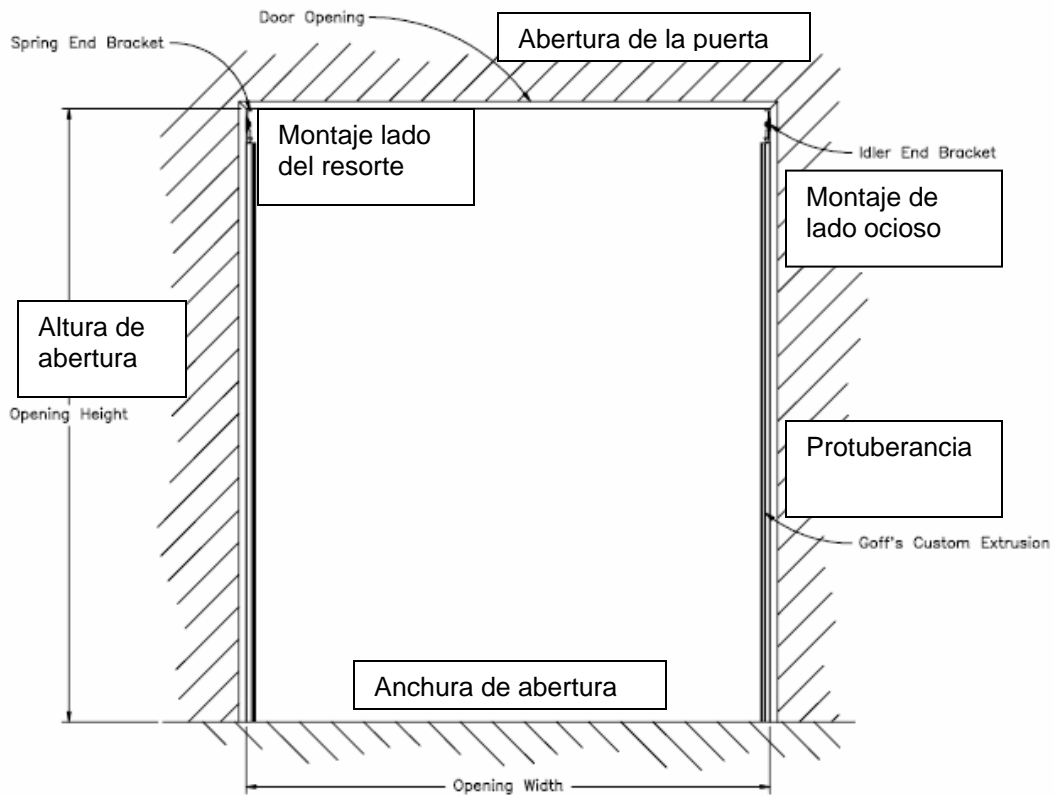 Door Opening
Abertura de la puerta
Spring End Bracket
Montaje lado
del resorte
Idler End Bracket
Montaje de
lado ocioso
Altura de
abertura
Opening Height
Protuberancia
Goff's Custom Extrusion
Anchura de abertura
Opening Width